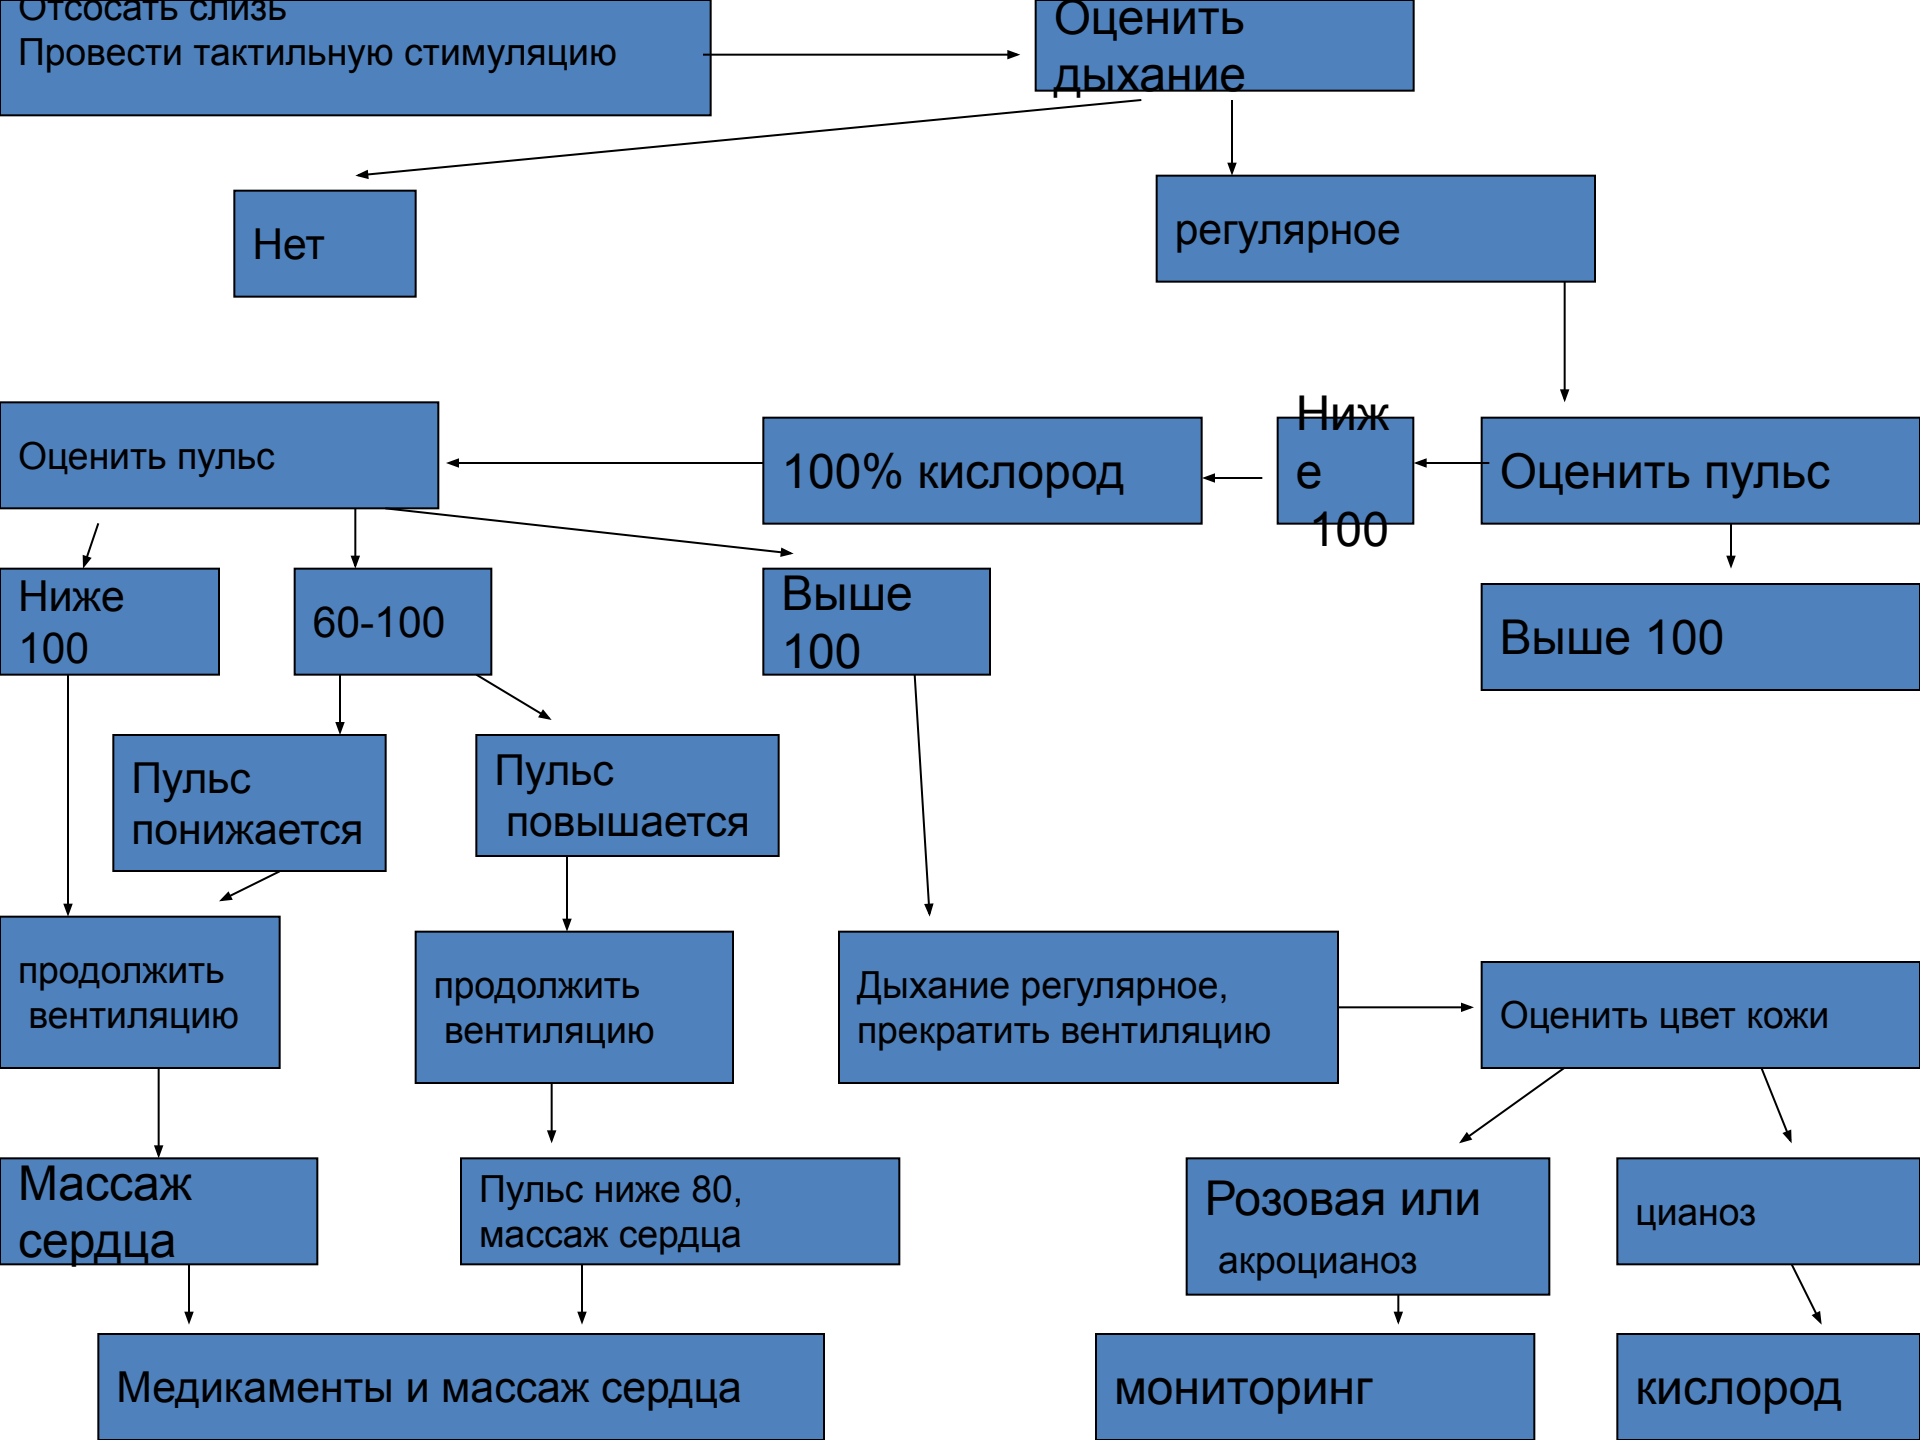 Отсосать слизь
Провести тактильную стимуляцию
Оценить
дыхание
Нет
регулярное
Оценить пульс
100% кислород
Ниж
е
100
Оценить пульс
Ниже
100
60-100
Выше
100
Выше 100
Пульс
понижается
Пульс
повышается
продолжить
вентиляцию
продолжить
вентиляцию
Дыхание регулярное,
прекратить вентиляцию
Оценить цвет кожи
Массаж
сердца
Пульс ниже 80,
массаж сердца
Розовая или
акроцианоз
цианоз
Медикаменты и массаж сердца
мониторинг
кислород